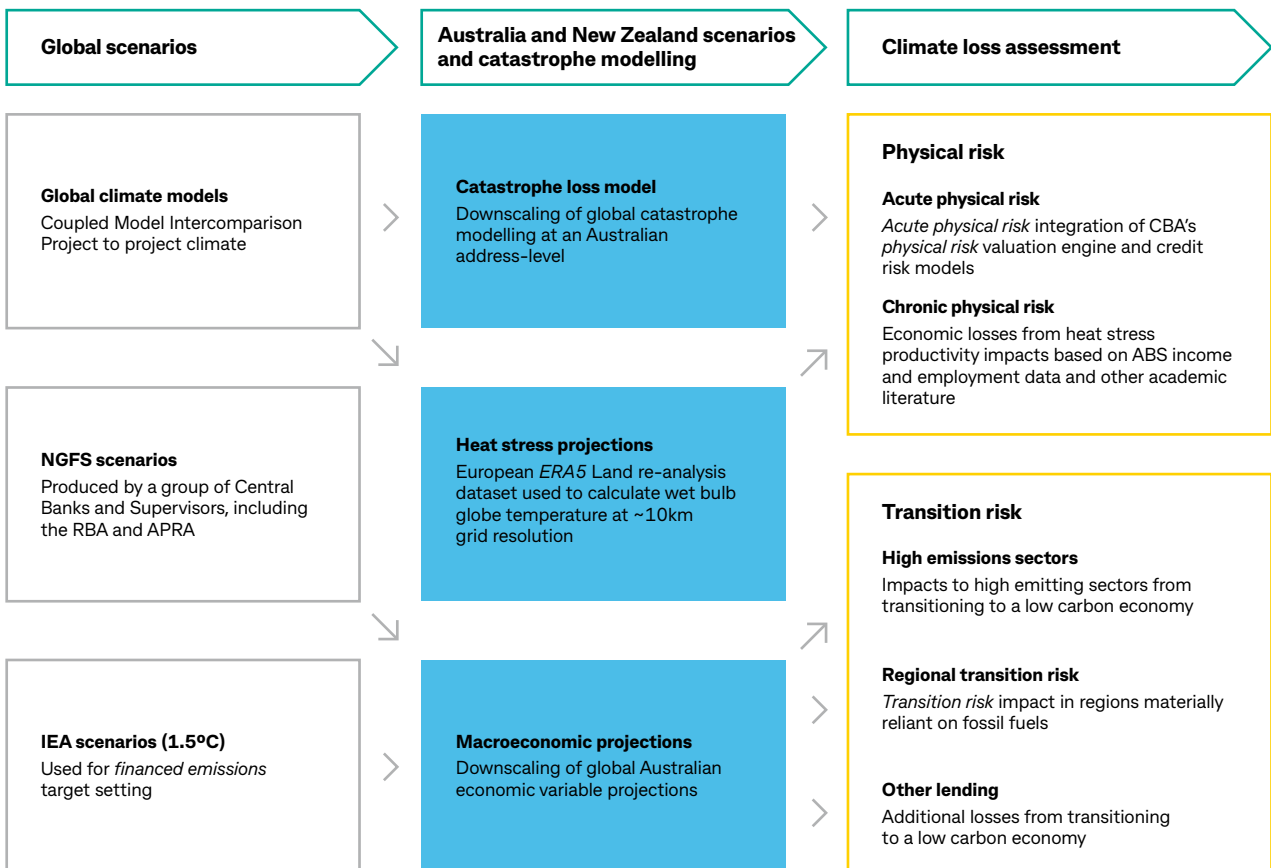 Global scenarios
Australia and New Zealand scenarios
and catastrophe modelling
Climate loss assessment
Global climate models
Coupled Model Intercomparison
Project to project climate
Catastrophe loss model
Downscaling of global catastrophe
modelling at an Australian
address-level
Physical risk
Acute physical risk
Acute physical risk integration of CBA's
physical risk valuation engine and credit
risk models
Chronic physical risk
Economic losses from heat stress
productivity impacts based on ABS income
and employment data and other academic
literature
NGFS scenarios
Produced by a group of Central
Banks and Supervisors, including
the RBA and APRA
Heat stress projections
European ERA5 Land re-analysis
dataset used to calculate wet bulb
globe temperature at ~10km
grid resolution
Transition risk
High emissions sectors
Impacts to high emitting sectors from
transitioning to a low carbon economy
Regional transition risk
Transition risk impact in regions materially
reliant on fossil fuels
Other lending
Additional losses from transitioning
to a low carbon economy
IEA scenarios (1.5ºC)
Used for financed emissions
target setting
Macroeconomic projections
Downscaling of global Australian
economic variable projections